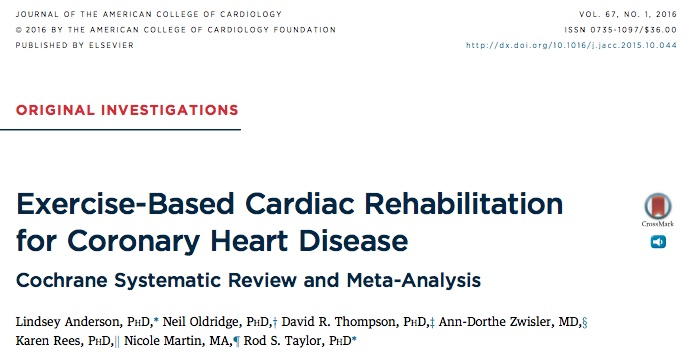 JOURNAL OF THE AMERICAN COLLEGE OF CARDIOLOGY
© 2016 BY THE AMERICAN COLLEGE OF CARDIOLOGY FOUNDATION
PUBLISHED BY ELSEVIER
VOL. 67, NO. 1, 2016
ISSN 0735-1097/$36.00
http://dx.doi.org/10.1016/j.jacc.2015.10.044
ORIGINAL INVESTIGATIONS
Exercise-Based Cardiac Rehabilitation
for Coronary Heart Disease
CrossMark
Cochrane Systematic Review and Meta-Analysis
Lindsey Anderson, PHD,* Neil Oldridge, PHD,† David R. Thompson, PHD,‡ Ann-Dorthe Zwisler, MD,§
Karen Rees, PHD,|| Nicole Martin, MA,¶ Rod S. Taylor, PHD*